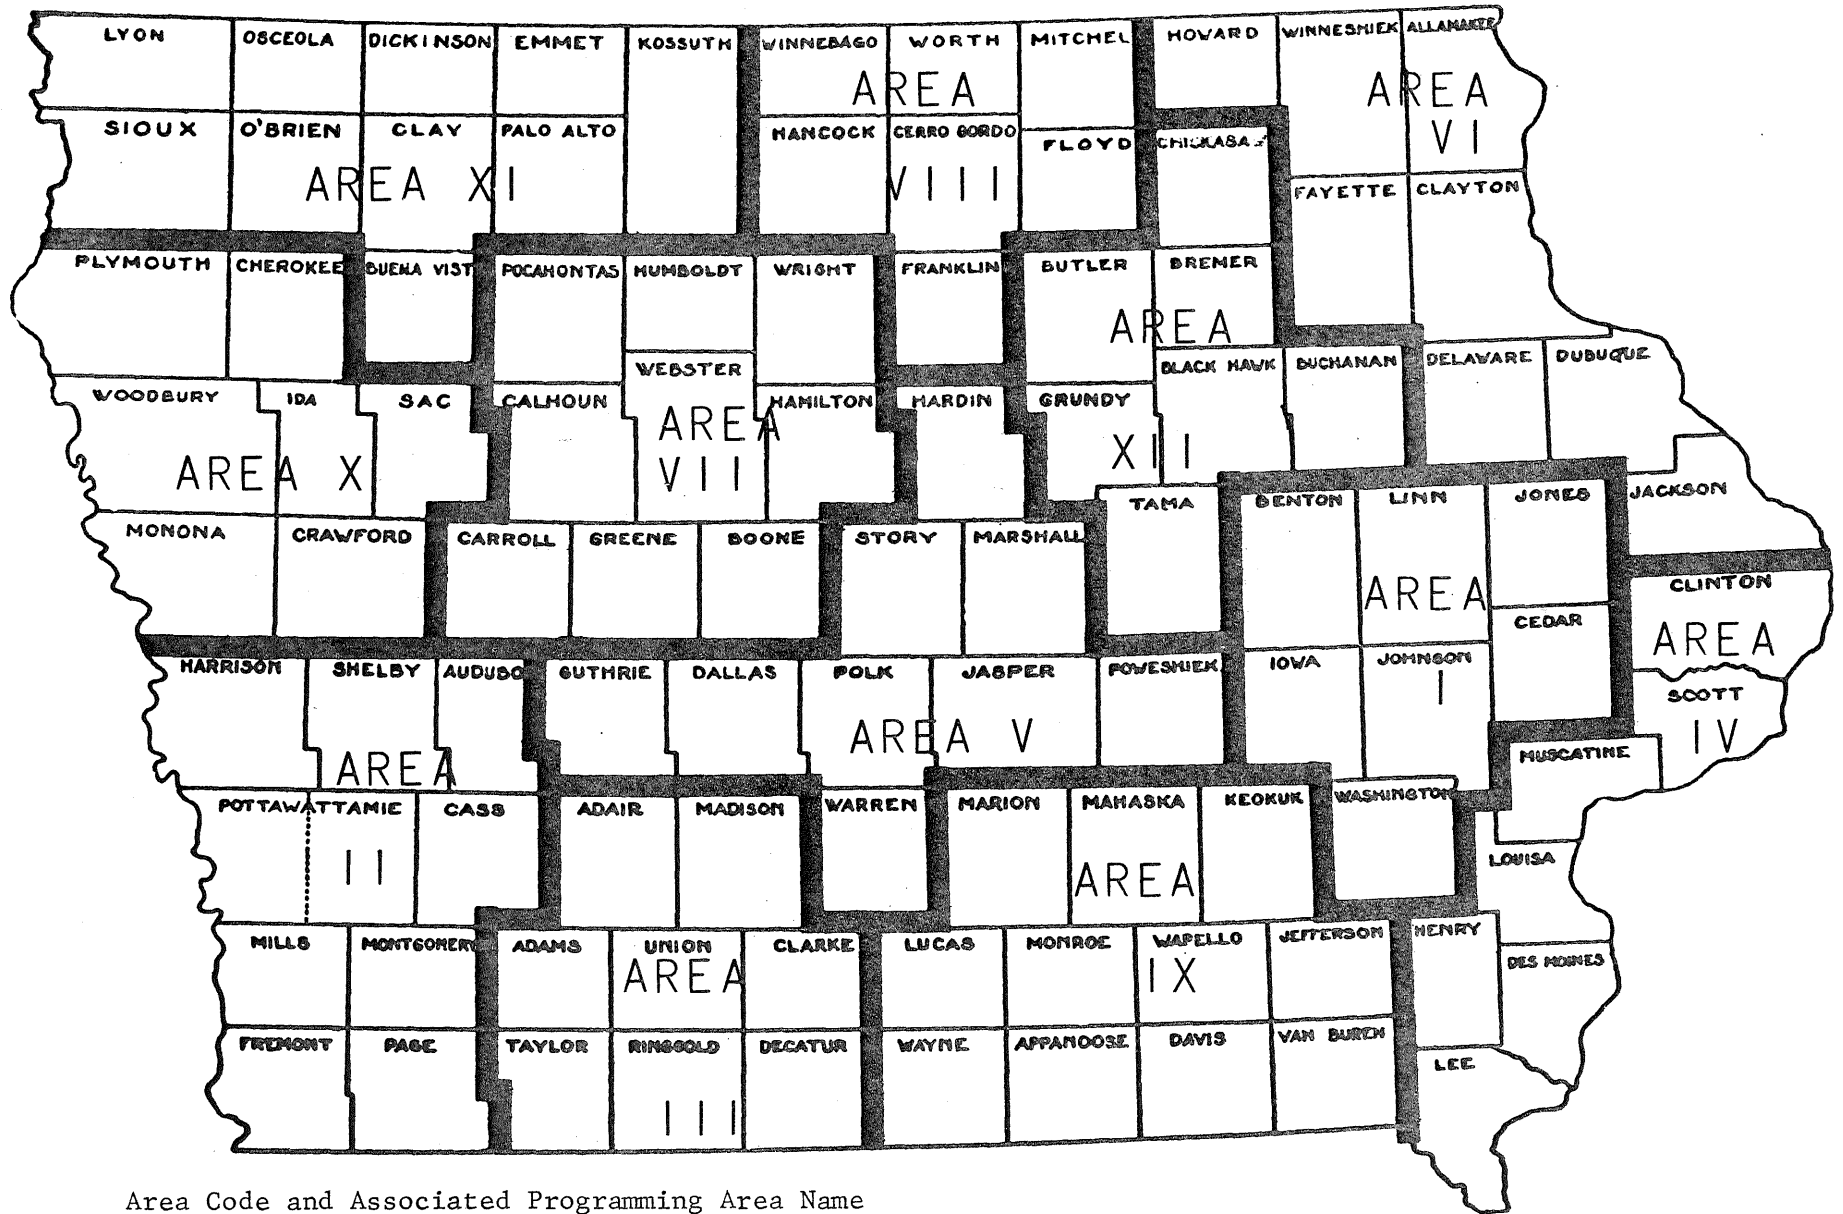 LYON OSCEOLA DICKINSON EMMET KOSSUTH WINNEBAGO WORTH MITCHEL HOWARD WINNESHIEK ALLAMAKEE
AREA AREA
SIOUX O'BRIEN CLAY PALO ALTO HANCOCK CERRO GORDO FLOYD CHICKASA VI
AREA XI VIII FAYETTE CLAYTON
PLYMOUTH CHEROKEE BUENA VIST POCAHONTAS HUMBOLDT WRIGHT FRANKLIN BUTLER BREMER
AREA
WEBSTER BLACK HAWK BUCHANAN DELAWARE DUBUQUE
WOODBURY IDA SAC CALHOUN HAMILTON HARDIN GRUNDY
AREA
AREA X VII XII
TAMA BENTON LINN JONES JACKSON
MONONA CRAWFORD CARROLL GREENE BOONE STORY MARSHALL
AREA CLINTON
CEDAR AREA
HARRISON SHELBY AUDUBO GUTHRIE DALLAS POLK JASPER POWESHIEK IOWA JOHNSON
I SCOTT
AREA V IV
AREA MUSCATINE
POTTAWATTAMIE CASS ADAIR MADISON WARREN MARION MAHASKA KEOKUK WASHINGTON
II AREA LOUISA
MILLS MONTGOMERY ADAMS UNION CLARKE LUCAS MONROE WAPELLO JEFFERSON HENRY
AREA IX DES MOINES
FREMONT PAGE TAYLOR RINGGOLD DECATUR WAYNE APPANOOSE DAVIS VAN BUREN LEE
III
Area Code and Associated Programming Area Name